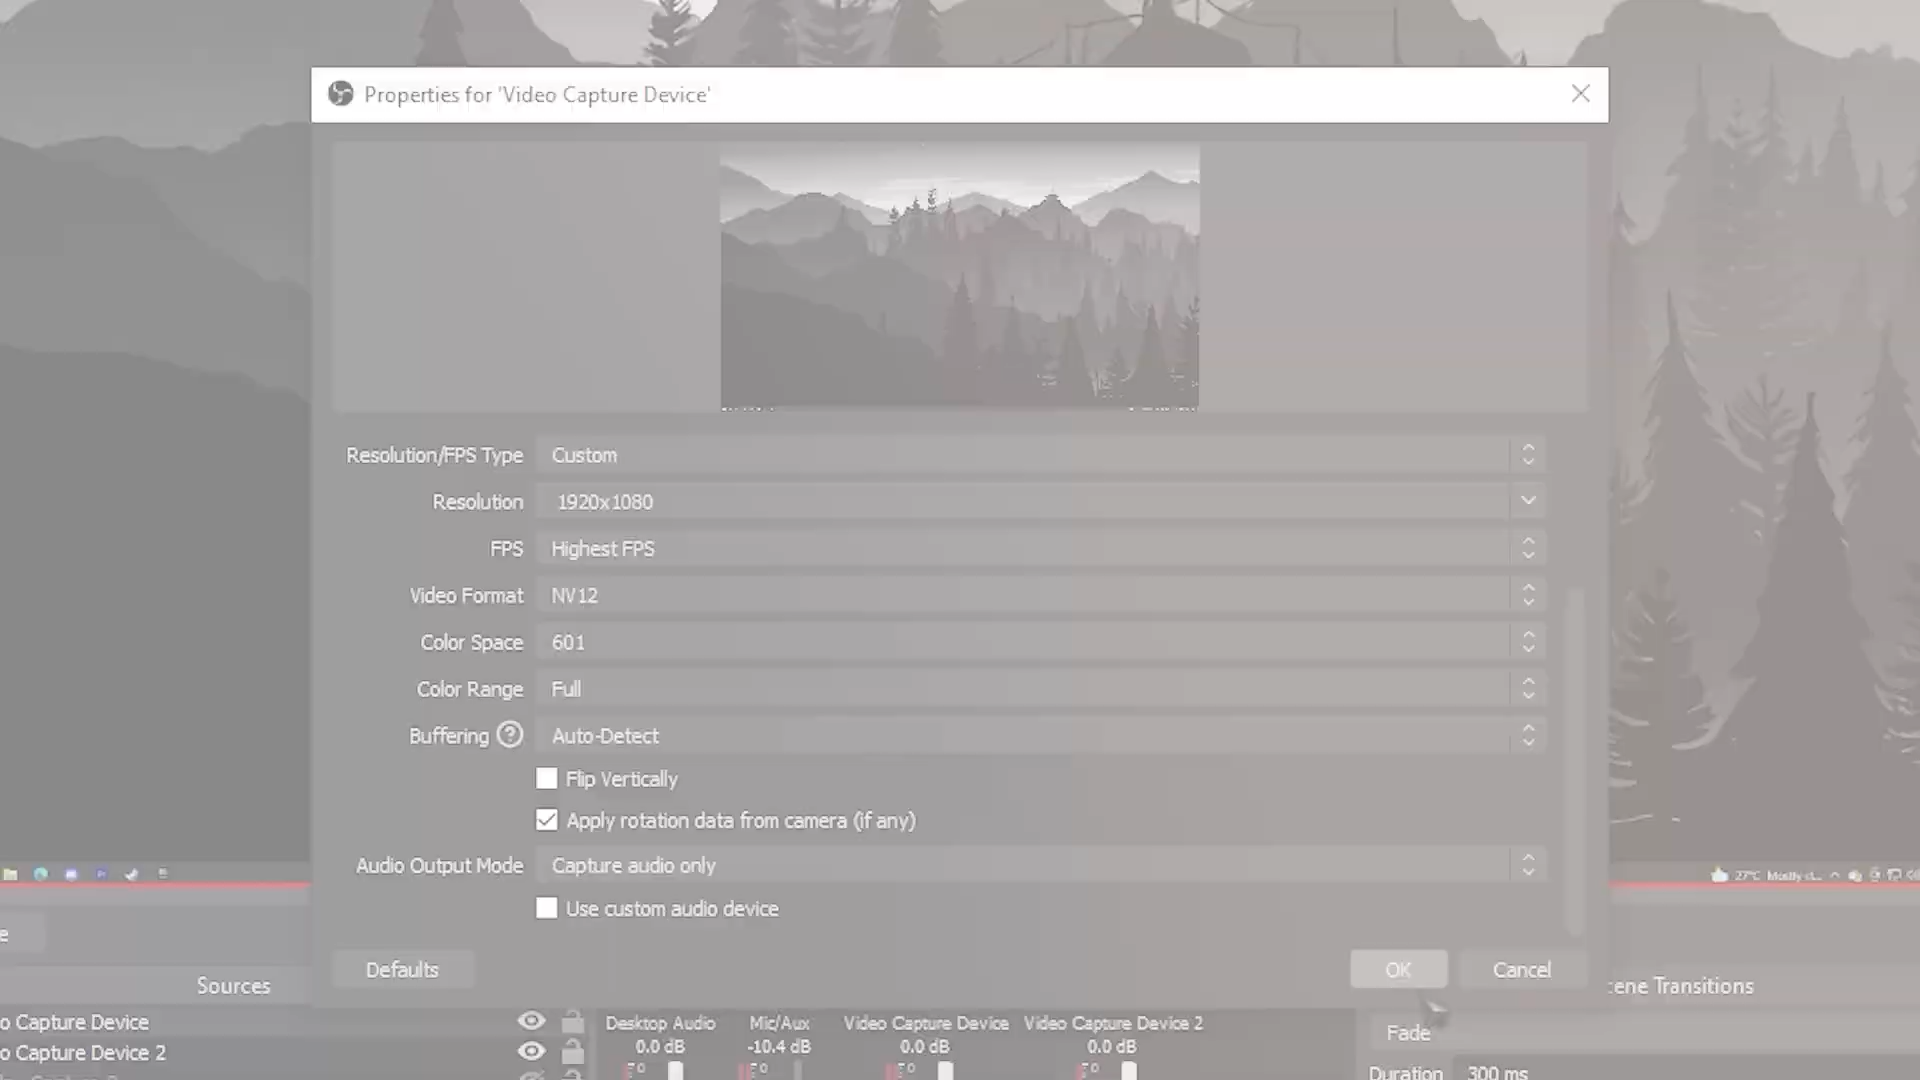 Properties for 'Video Capture Device'
Resolution/FPS Type Custom
Resolution 1920x1080
FPS Highest FPS
Video Format NV12
Color Space 601
Color Range Full
Buffering ? Auto-Detect
Flip Vertically
Apply rotation data from camera (if any)
Audio Output Mode Capture audio only
27°C Mostly cl...
Use custom audio device
e
Defaults OK Cancel
Sources
cene Transitions
o Capture Device
o Capture Device 2
Desktop Audio Mic/Aux Video Capture Device Video Capture Device 2
0.0 dB -10.4 dB 0.0 dB 0.0 dB
Fade
Duration 300 ms